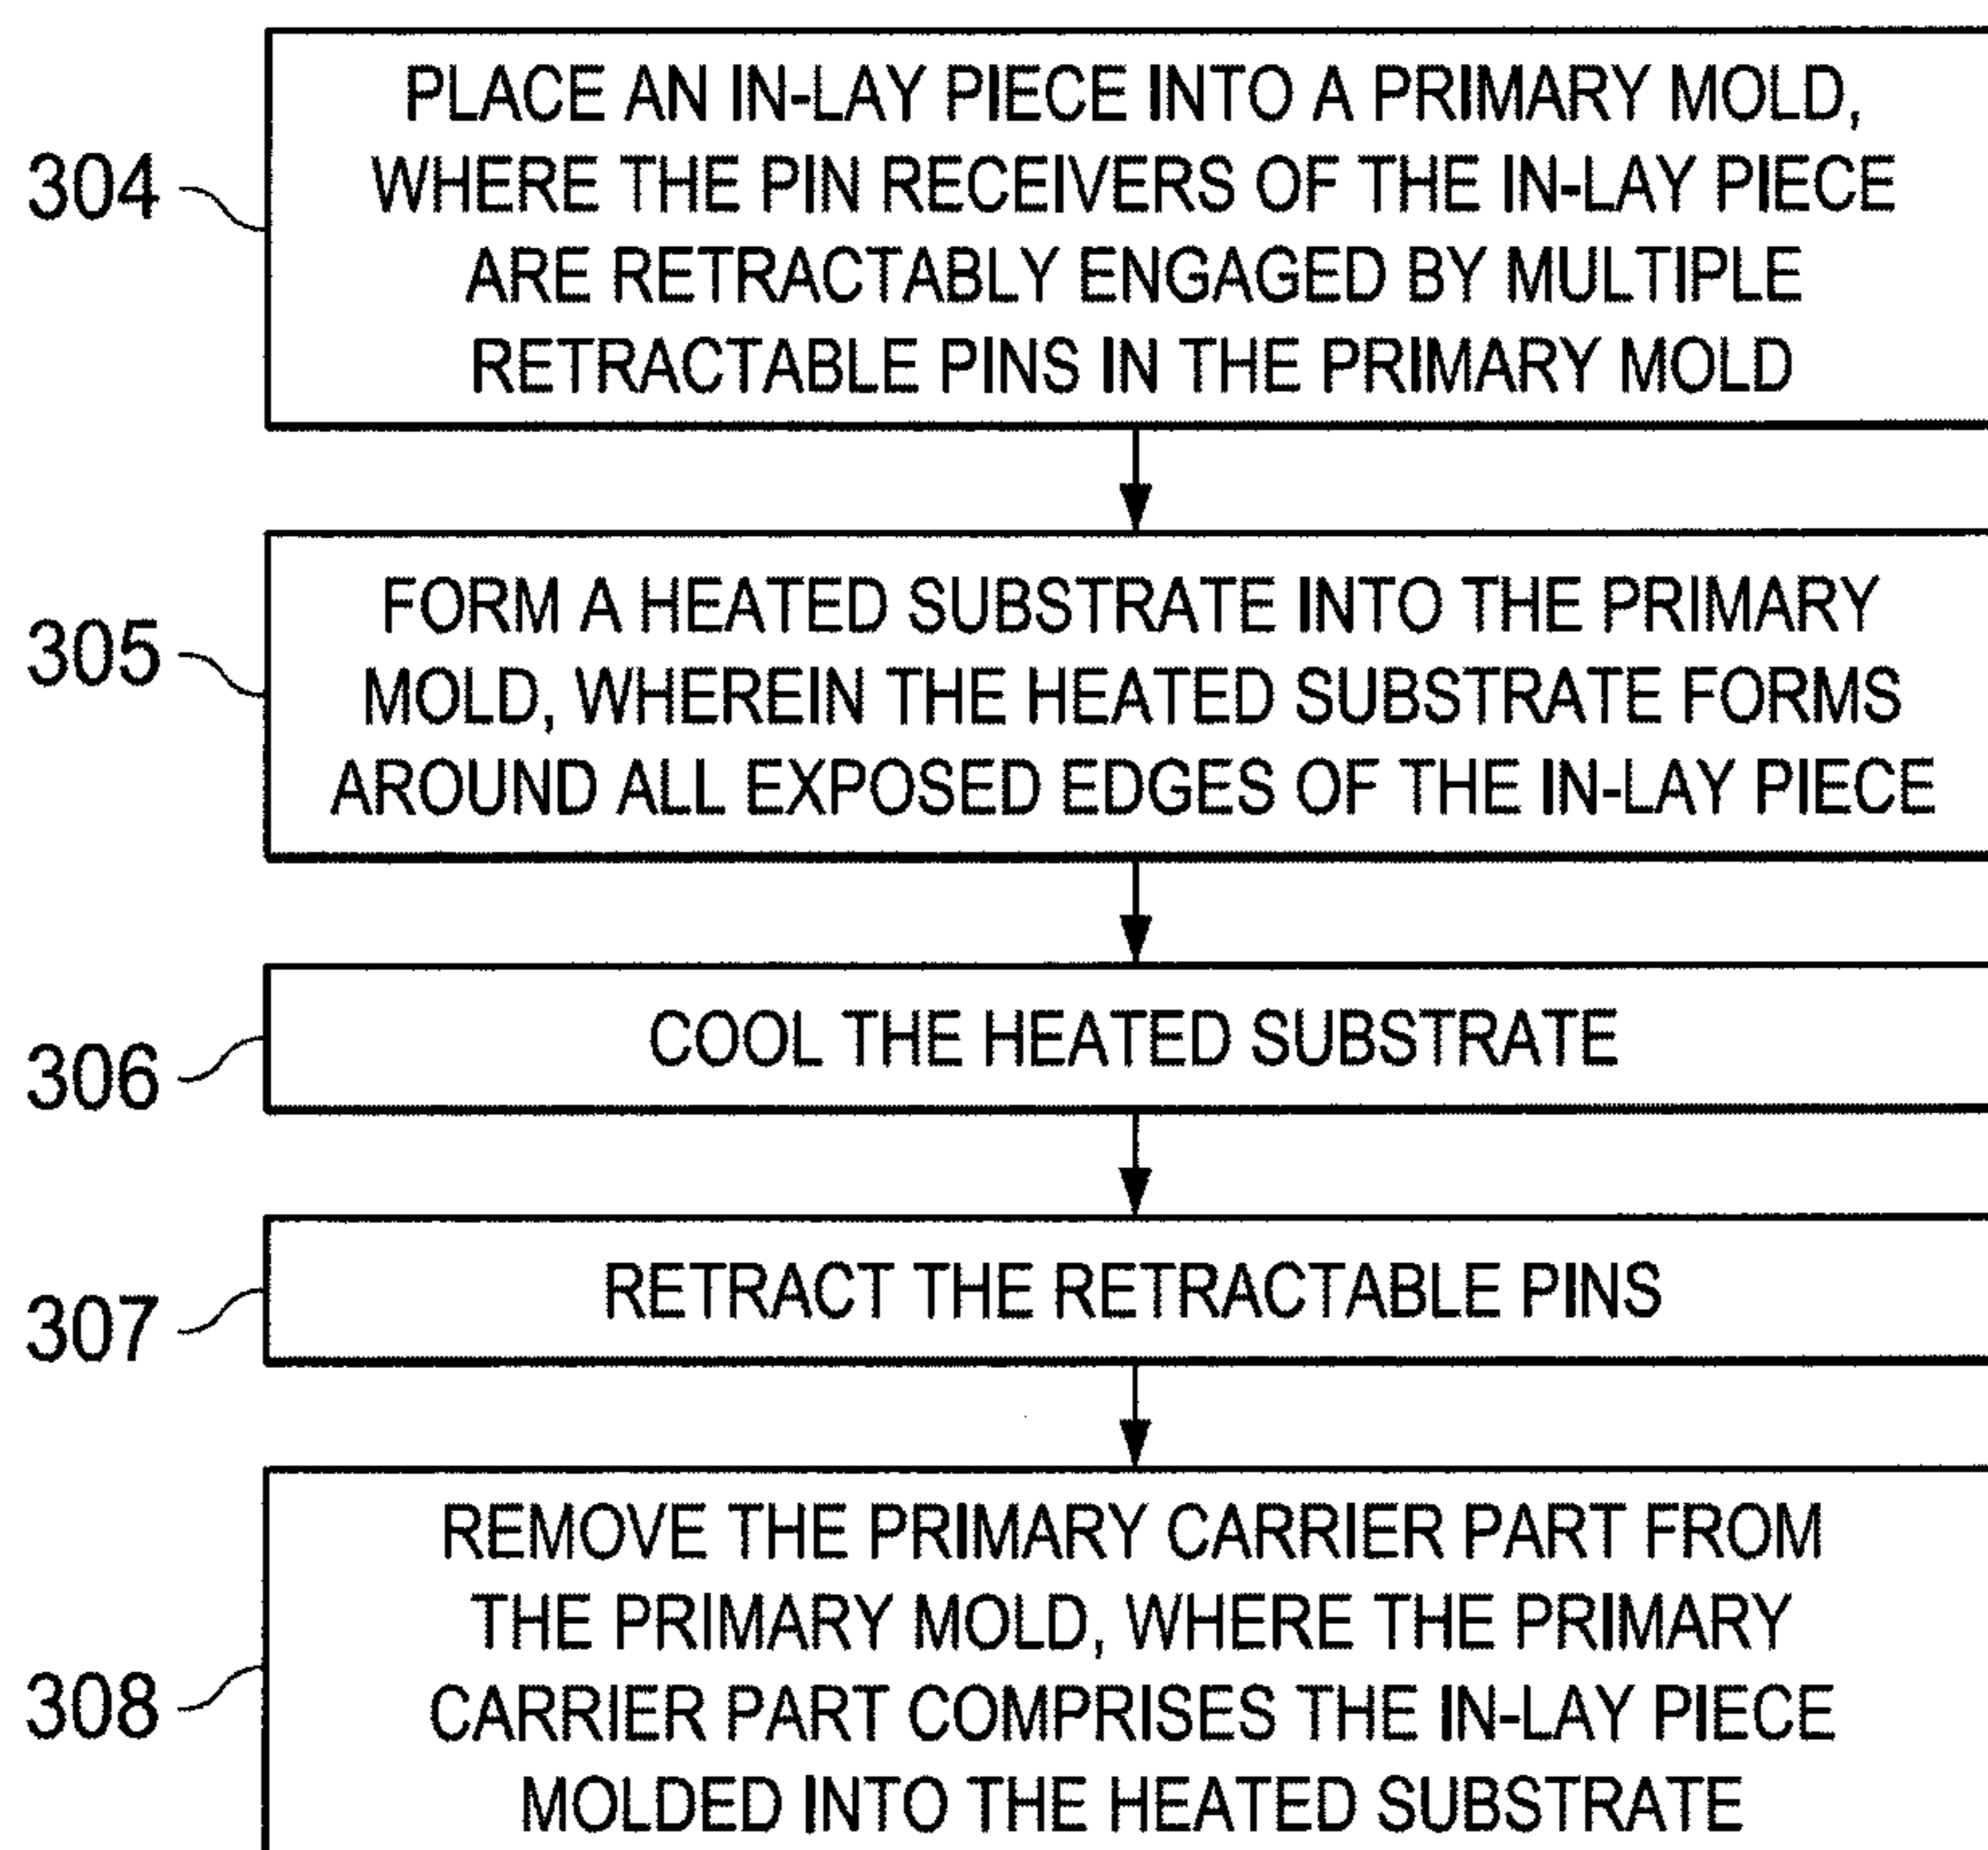 304
PLACE AN IN-LAY PIECE INTO A PRIMARY MOLD,
WHERE THE PIN RECEIVERS OF THE IN-LAY PIECE
ARE RETRACTABLY ENGAGED BY MULTIPLE
RETRACTABLE PINS IN THE PRIMARY MOLD
305
FORM A HEATED SUBSTRATE INTO THE PRIMARY
MOLD, WHEREIN THE HEATED SUBSTRATE FORMS
AROUND ALL EXPOSED EDGES OF THE IN-LAY PIECE
306
COOL THE HEATED SUBSTRATE
307
RETRACT THE RETRACTABLE PINS
308
REMOVE THE PRIMARY CARRIER PART FROM
THE PRIMARY MOLD, WHERE THE PRIMARY
CARRIER PART COMPRISES THE IN-LAY PIECE
MOLDED INTO THE HEATED SUBSTRATE